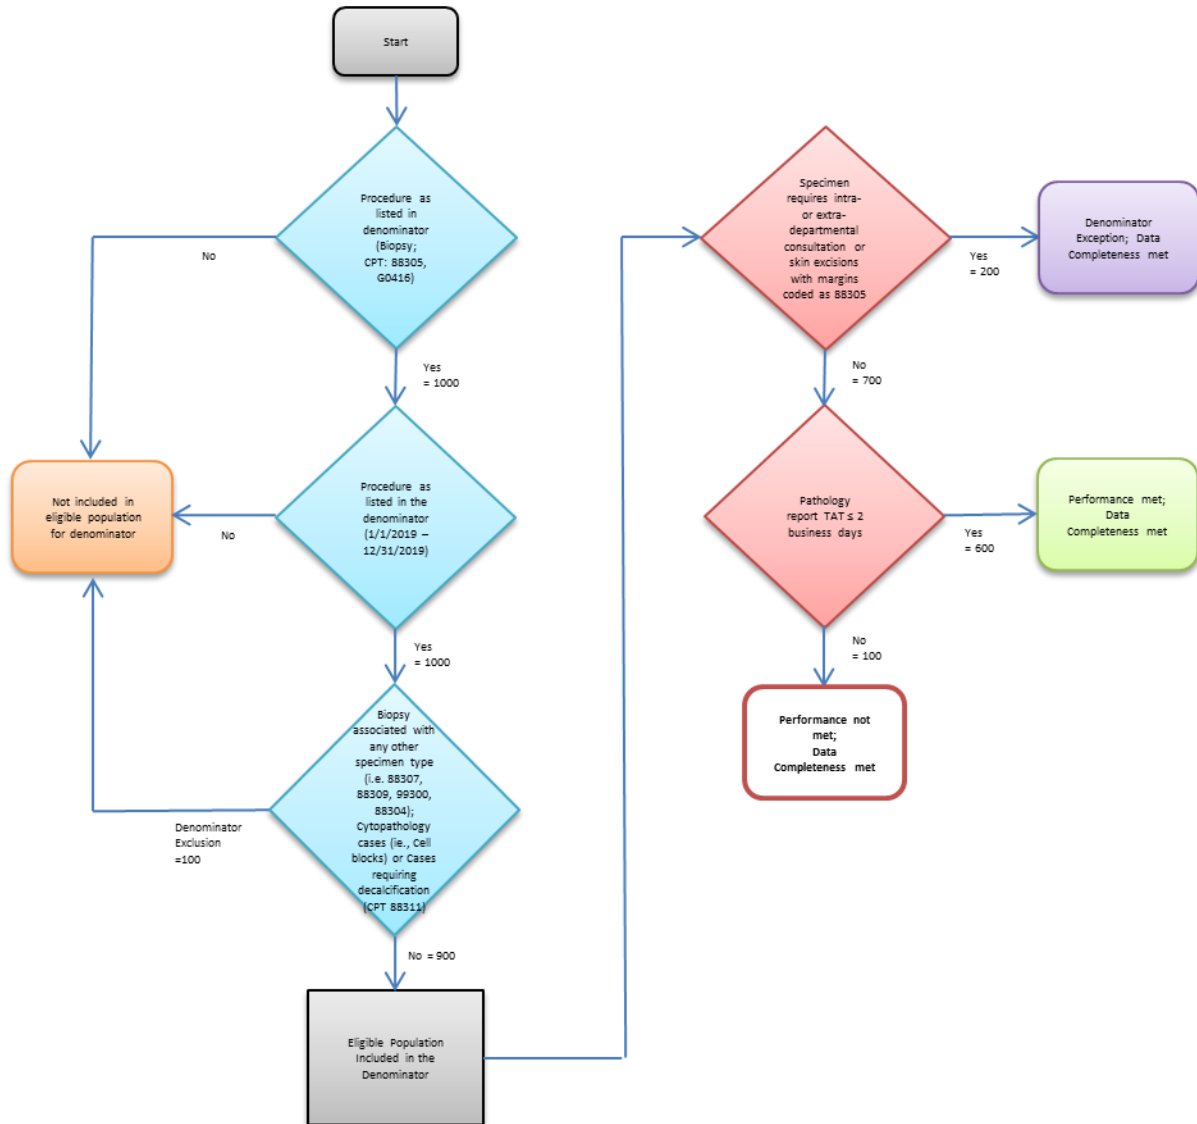 Start
Procedure as
listed in
denominator
(Biopsy;
CPT: 88305,
G0416)
No
Yes
= 1000
Procedure as
listed in the
denominator
(1/1/2019 –
12/31/2019)
No
Not included in
eligible population
for denominator
Yes
= 1000
Biopsy
associated with
any other
specimen type
(i.e. 88307,
88309, 99300,
88304);
Cytopathology
cases (ie., Cell
blocks) or Cases
requiring
decalcification
(CPT 88311)
Denominator
Exclusion
=100
No = 900
Eligible Population
Included in the
Denominator
Specimen
requires intra-
or extra-
departmental
consultation or
skin excisions
with margins
coded as 88305
Yes
= 200
Denominator
Exception; Data
Completeness met
No
= 700
Pathology
report TAT ≤ 2
business days
Yes
= 600
Performance met;
Data
Completeness met
No
= 100
Performance not
met;
Data
Completeness met